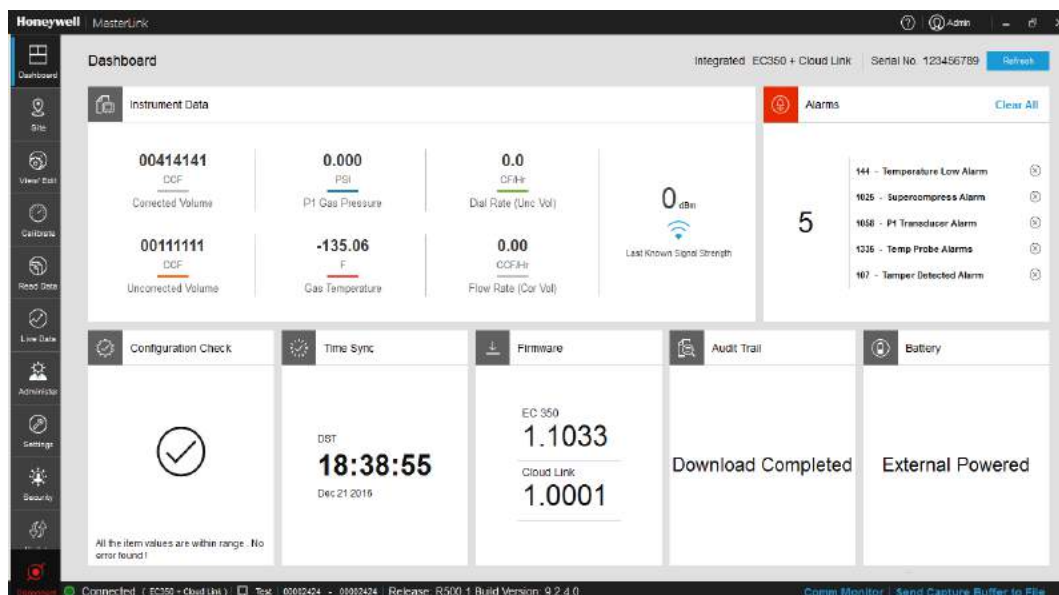 Honeywell MasterLink
Admin
Dashboard
Integrated EC350 + Cloud Link Serial No. 123456789 Refresh
Dashboard
Site
View/ Edit
Calibrate
Read Data
Live Data
Administer
Settings
Security
Instrument Data
00414141
CCF
Corrected Volume
0.000
PSI
P1 Gas Pressure
0.0
CF/Hr
Dial Rate (Unc Vol)
00111111
CCF
Uncorrected Volume
-135.06
F
Gas Temperature
0.00
CCF/Hr
Flow Rate (Cor Vol)
0 dBm
Last Known Signal Strength
Alarms
Clear All
5
144 - Temperature Low Alarm
1025 - Supercompress Alarm
1058 - P1 Transducer Alarm
1335 - Temp Probe Alarms
107 - Tamper Detected Alarm
Configuration Check
All the item values are within range . No
error found !
Time Sync
DST
18:38:55
Dec 21 2016
Firmware
EC 350
1.1033
Cloud Link
1.0001
Audit Trail
Download Completed
Battery
External Powered
Connected ( EC350 + Cloud Link ) Test 00002424 - 00002424 Release: R500.1 Build Version: 9.2.4.0
Comm Monitor Send Capture Buffer to File